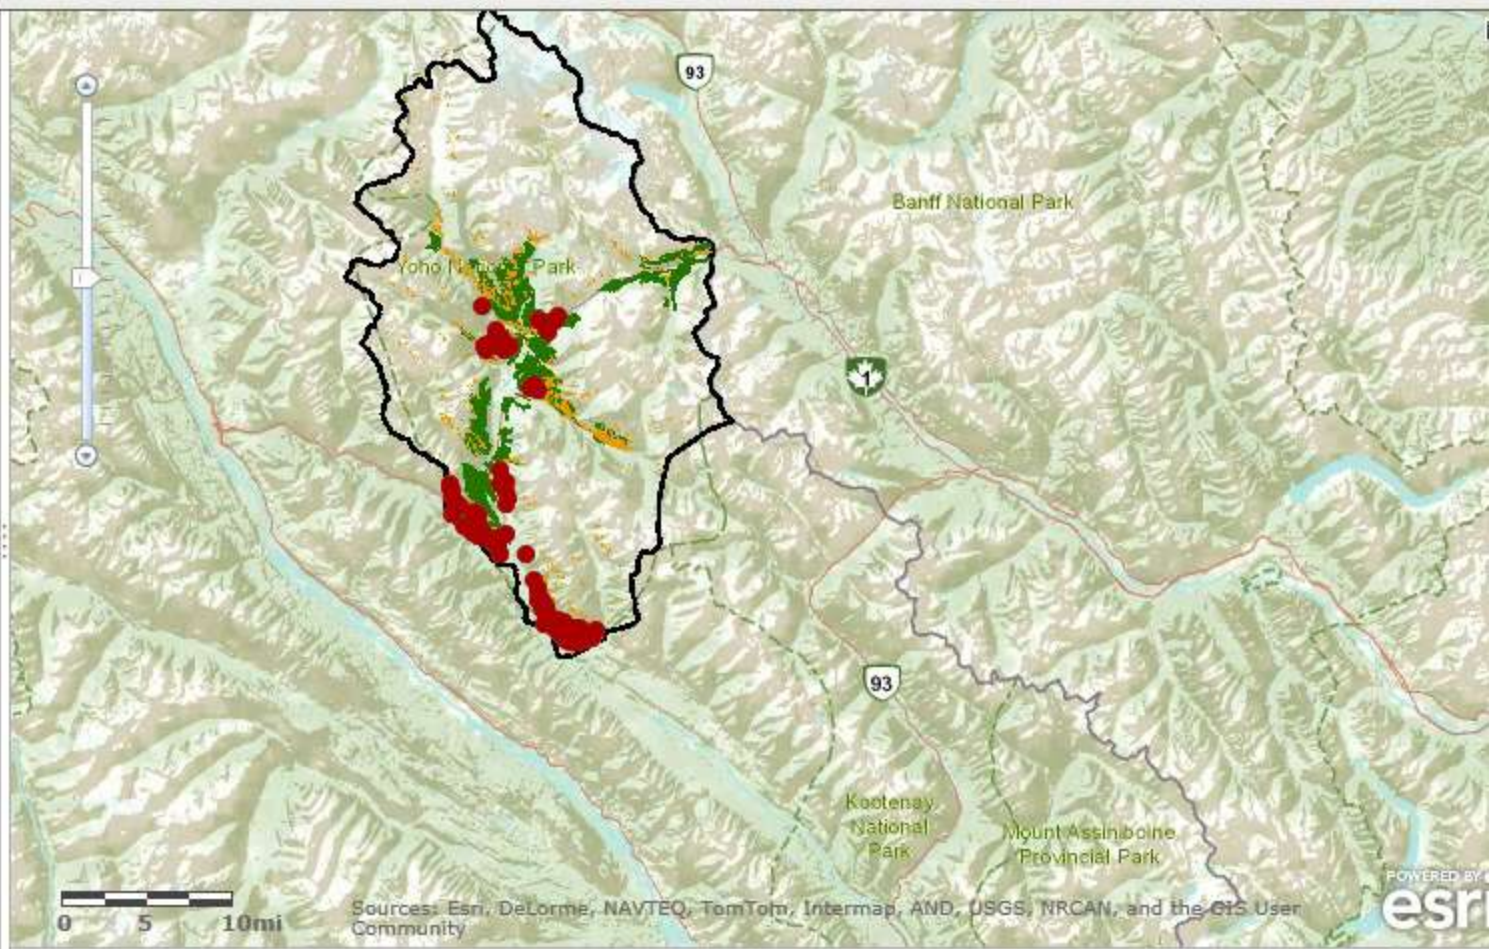 93
Banff National Park
Yoho National Park
1
93
Kootenay
National
Park
Mount Assiniboine
Provincial Park
0 5 10mi
Sources: Esri, DeLorme, NAVTEQ, TomTom, Intermap, AND, USGS, NRCAN, and the GIS User
Community
POWERED BY
esri